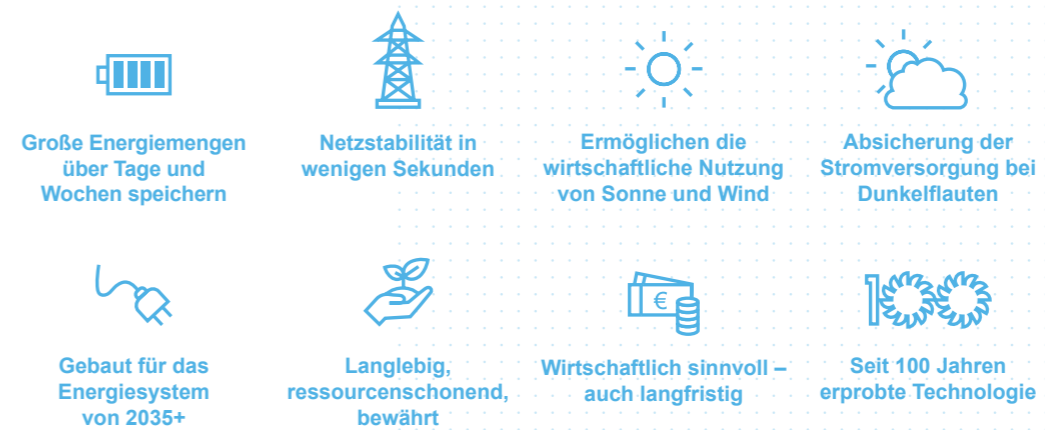 Große Energiemengen
über Tage und
Wochen speichern
Netzstabilität in
wenigen Sekunden
Ermöglichen die
wirtschaftliche Nutzung
von Sonne und Wind
Absicherung der
Stromversorgung bei
Dunkelflauten
Gebaut für das
Energiesystem
von 2035+
Langlebig,
ressourcenschonend,
bewährt
€
Wirtschaftlich sinnvoll –
auch langfristig
100
Seit 100 Jahren
erprobte Technologie